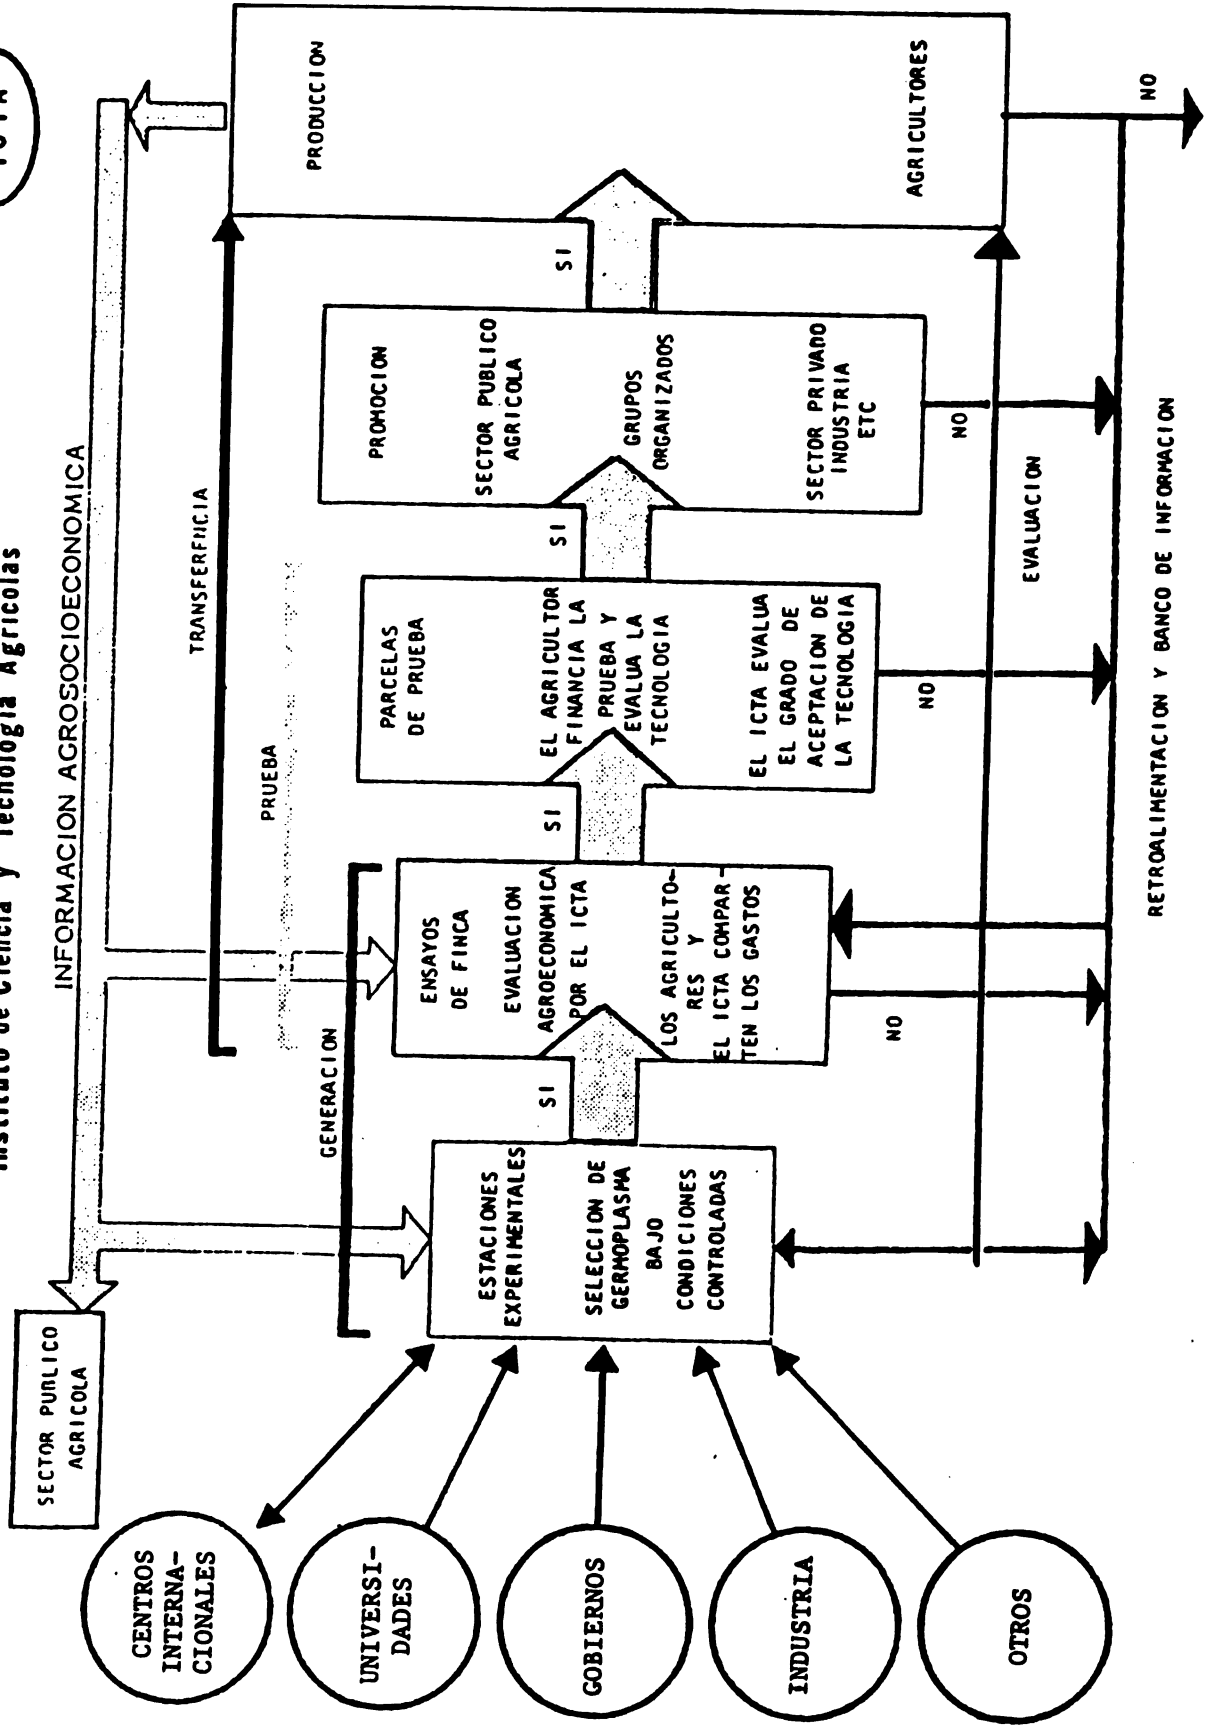 Instituto de Ciencia y Tecnología Agrícolas
SECTOR PUBLICO
AGRICOLA
INFORMACION AGROSOCIOECONOMICA
TRANSFERENCIA
PRUEBA
GENERACION
CENTROS
INTERNA-
CIONALES
UNIVERSI-
DADES
GOBIERNOS
INDUSTRIA
OTROS
ESTACIONES
EXPERIMENTALES
SELECCION DE
GERMOPLASMA
BAJO
CONDICIONES
CONTROLADAS
SI
ENSAYOS
DE FINCA
EVALUACION
AGROECONOMICA
POR EL ICTA
LOS AGRICULTO-
RES Y
EL ICTA COMPAR-
TEN LOS GASTOS
NO
SI
PARCELAS
DE PRUEBA
EL AGRICULTOR
FINANCIA LA
PRUEBA Y
EVALUA LA
TECNOLOGIA
EL ICTA EVALUA
EL GRADO DE
ACEPTACION DE
LA TECNOLOGIA
NO
SI
PROMOCION
SECTOR PUBLICO
AGRICOLA
GRUPOS
ORGANIZADOS
SECTOR PRIVADO
INDUSTRIA
ETC
NO
SI
PRODUCCION
AGRICULTORES
NO
EVALUACION
RETROALIMENTACION Y BANCO DE INFORMACION